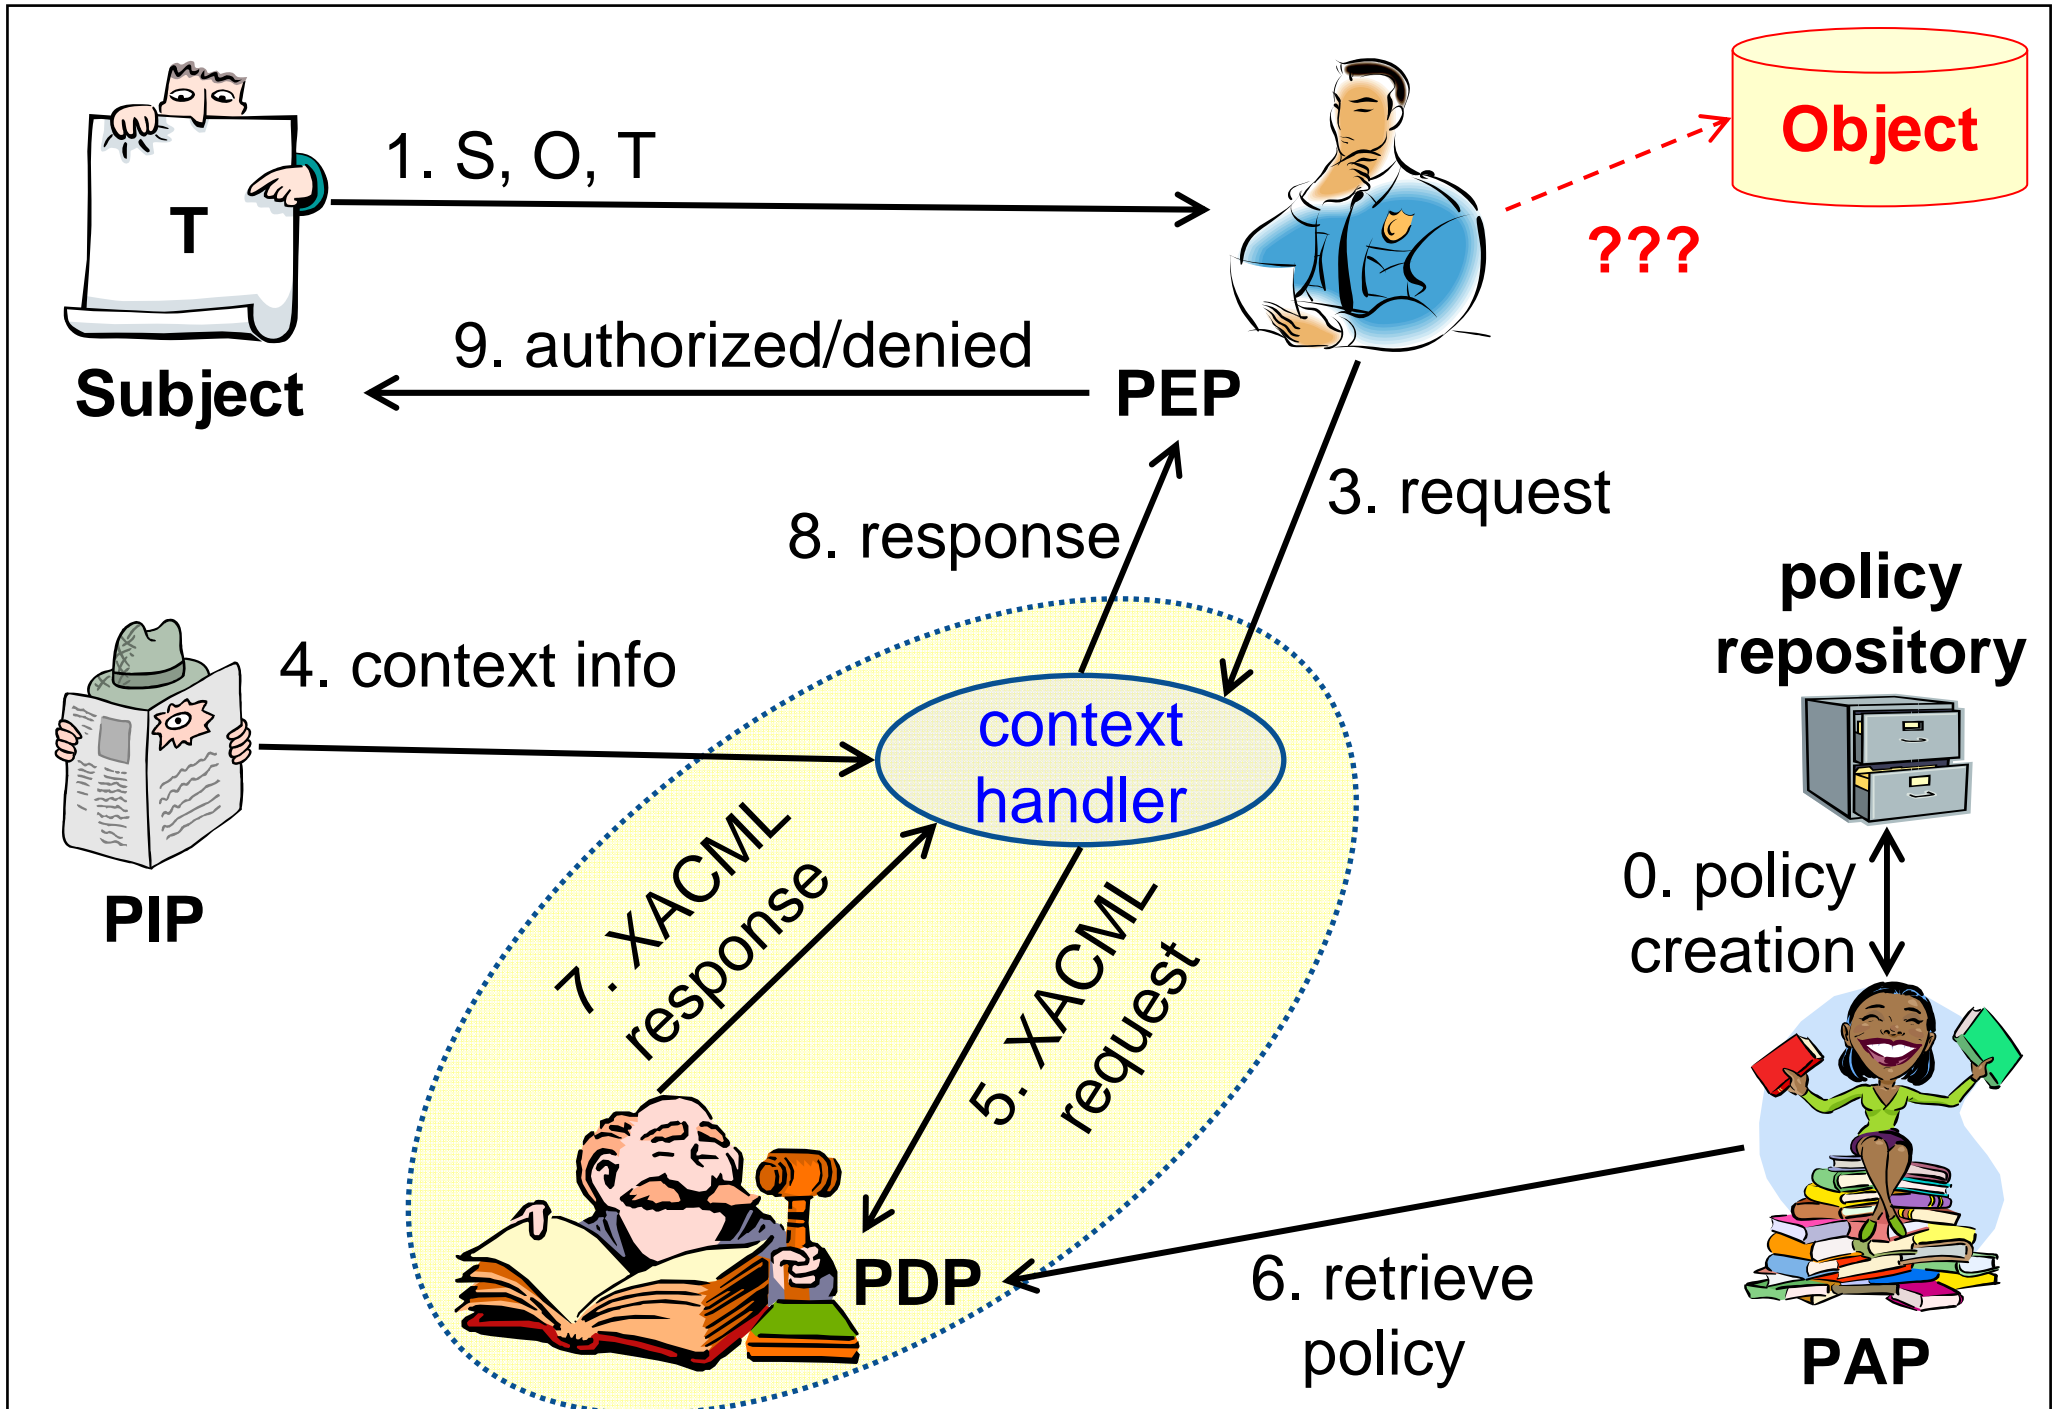 1. S, O, T
Object
T
???
9. authorized/denied
Subject
PEP
3. request
8. response
policy
repository
4. context info
context
handler
7. XACML
response
0. policy
creation
5. XACML
request
PIP
PDP
6. retrieve
policy
PAP